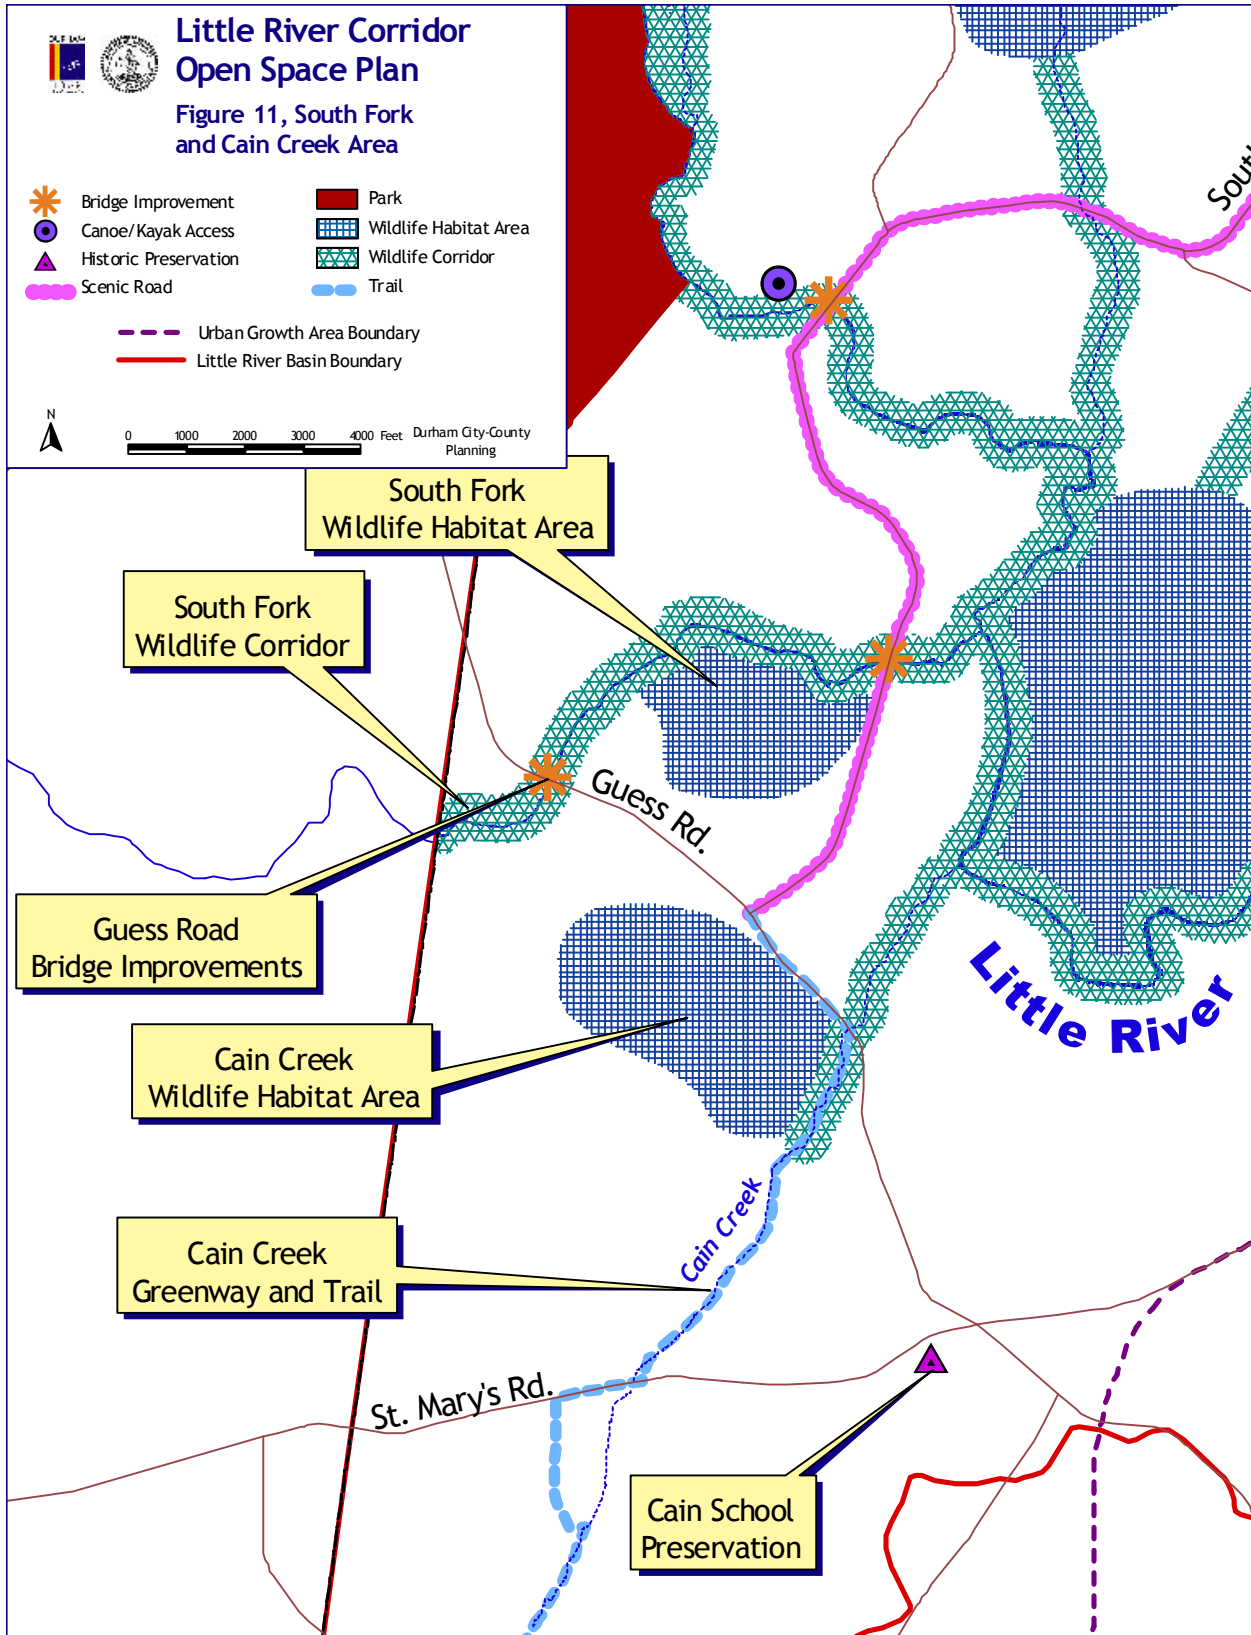 Little River Corridor
Open Space Plan
Figure 11, South Fork
and Cain Creek Area
Bridge Improvement
Canoe/Kayak Access
Historic Preservation
Scenic Road
Park
Wildlife Habitat Area
Wildlife Corridor
Trail
Urban Growth Area Boundary
Little River Basin Boundary
N
0 1000 2000 3000 4000 Feet
Durham City-County
Planning
South
South Fork
Wildlife Habitat Area
South Fork
Wildlife Corridor
Guess Rd.
Guess Road
Bridge Improvements
Little River
Cain Creek
Wildlife Habitat Area
Cain Creek
Cain Creek
Greenway and Trail
St. Mary's Rd.
Cain School
Preservation